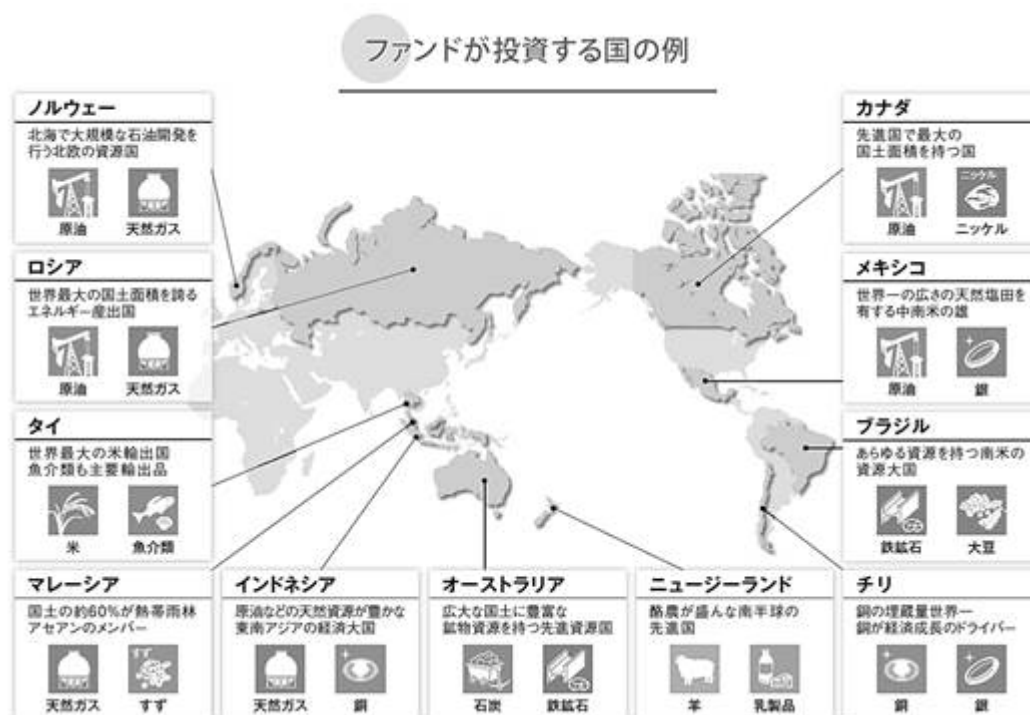 ファンドが投資する国の例
ノルウェー
北海で大規模な石油開発を
行う北欧の資源国
原油
天然ガス
ロシア
世界最大の国土面積を誇る
エネルギー産出国
原油
天然ガス
タイ
世界最大の米輸出国
魚介類も主要輸出品
米
魚介類
マレーシア
国土の約60%が熱帯雨林
アセアンのメンバー
天然ガス
すず
すず
インドネシア
原油などの天然資源が豊かな
東南アジアの経済大国
天然ガス
銅
オーストラリア
広大な国土に豊富な
鉱物資源を持つ先進資源国
石炭
鉄鉱石
ニュージーランド
酪農が盛んな南半球の
先進国
羊
乳製品
カナダ
先進国で最大の
国土面積を持つ国
原油
ニッケル
ニッケル
メキシコ
世界一の広さの天然塩田を
有する中南米の雄
原油
銀
ブラジル
あらゆる資源を持つ南米の
資源大国
鉄鉱石
大豆
チリ
銅の埋蔵量世界一
銅が経済成長のドライバー
銅
銀